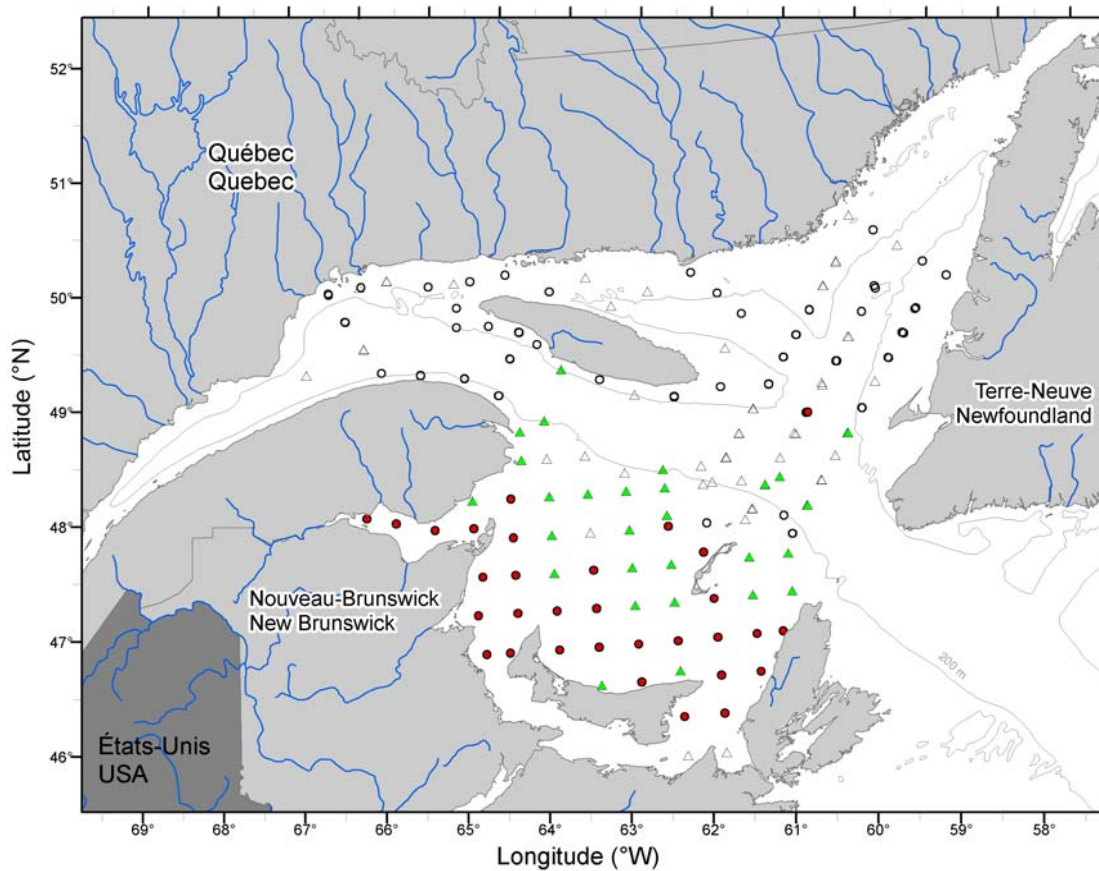 52°
51°
50°
49°
48°
47°
46°
Latitude (°N)
Québec
Quebec
Terre-Neuve
Newfoundland
Nouveau-Brunswick
New Brunswick
États-Unis
USA
200 m
69° 68° 67° 66° 65° 64° 63° 62° 61° 60° 59° 58°
Longitude (°W)